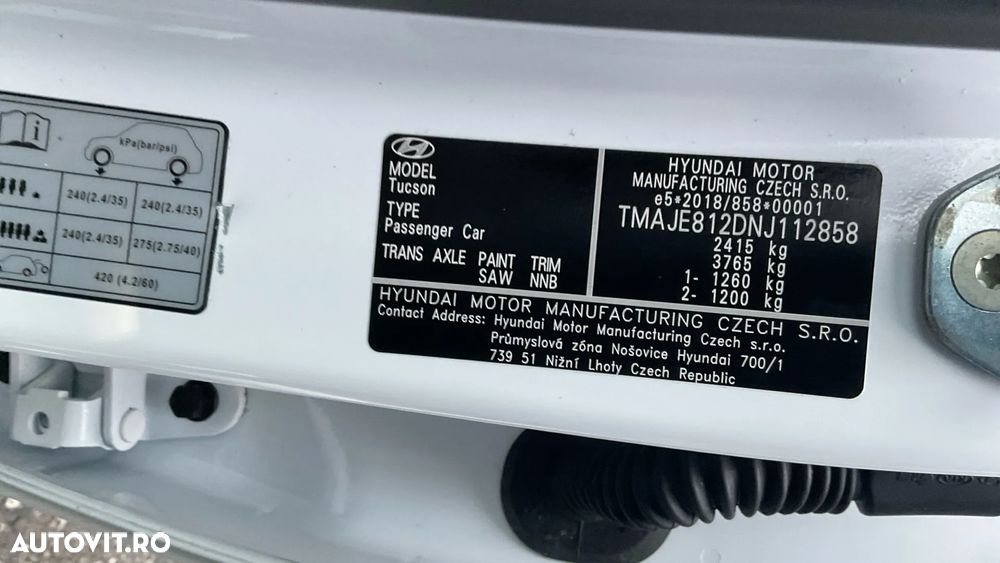 kPa(bar/psi)
240(2.4/35) 240(2.4/35)
240(2.4/35) 275(2.75/40)
420 (4.2/60)
MODEL
Tucson
TYPE
Passenger Car
TRANS AXLE PAINT TRIM
SAW NNB
HYUNDAI MOTOR
MANUFACTURING CZECH S.R.O.
e5*2018/858*00001
TMAJE812DNJ112858
2415 kg
3765 kg
1- 1260 kg
2- 1200 kg
HYUNDAI MOTOR MANUFACTURING CZECH S.R.O.
Contact Address: Hyundai Motor Manufacturing Czech s.r.o.
Průmyslová zóna Nošovice Hyundai 700/1
739 51 Nižní Lhoty Czech Republic
AUTOVIT.RO